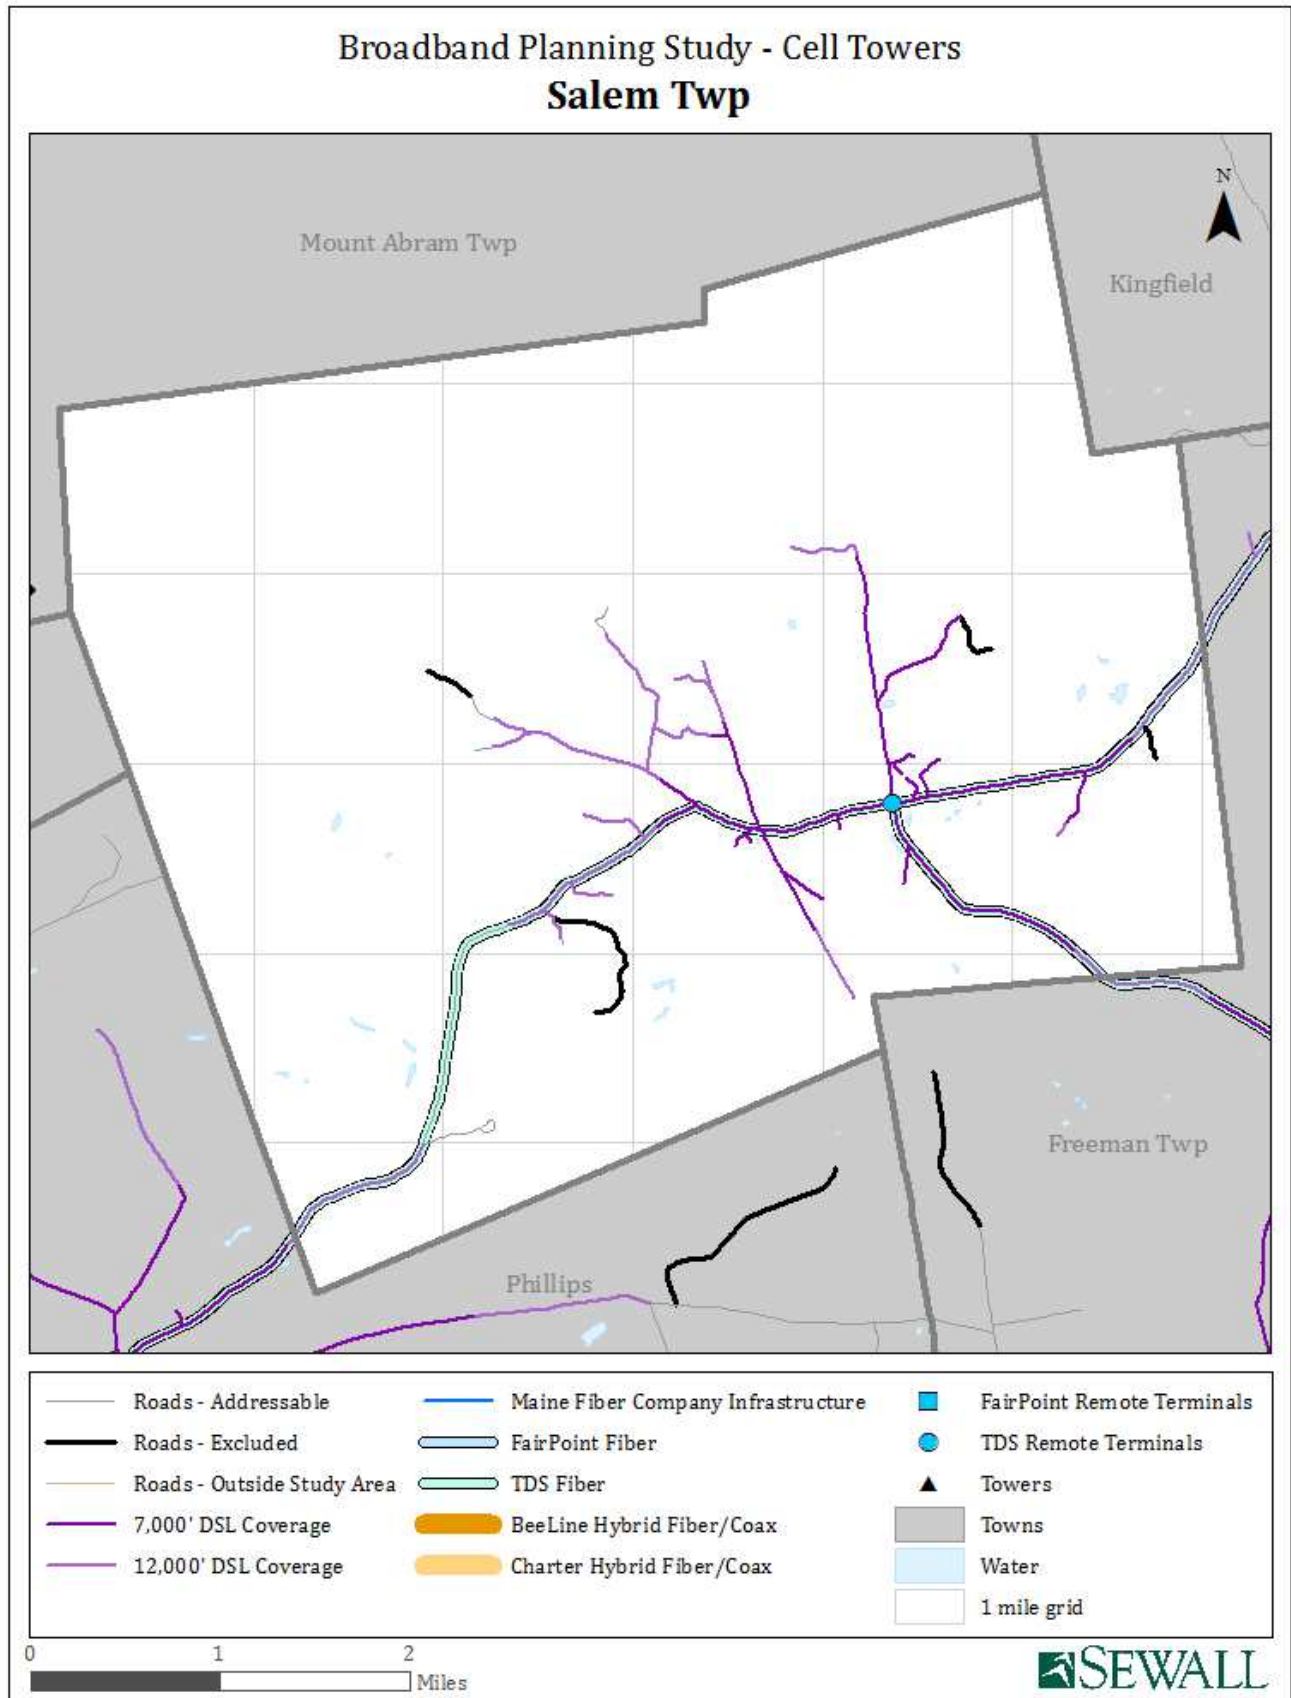 Broadband Planning Study - Cell Towers
Salem Twp
N
Mount Abram Twp
Kingfield
Freeman Twp
Phillips
Roads - Addressable
Roads - Excluded
Roads - Outside Study Area
7,000' DSL Coverage
12,000' DSL Coverage
Maine Fiber Company Infrastructure
FairPoint Fiber
TDS Fiber
BeeLine Hybrid Fiber/Coax
Charter Hybrid Fiber/Coax
FairPoint Remote Terminals
TDS Remote Terminals
Towers
Towns
Water
1 mile grid
0 1 2
Miles
SEWALL